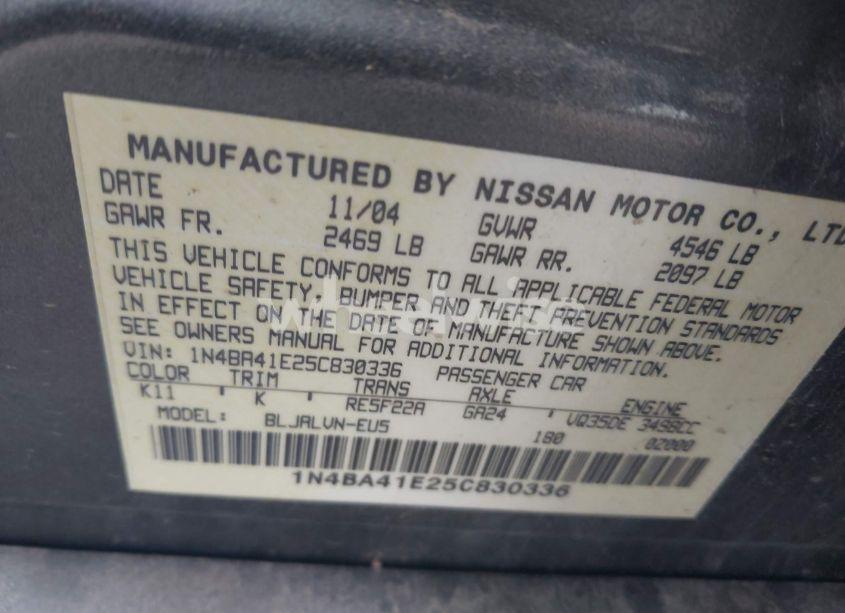 MANUFACTURED BY NISSAN MOTOR CO., LTD
DATE 11/04 GVWR 4546 LB
GAWR FR. 2469 LB GAWR RR. 2097 LB
THIS VEHICLE CONFORMS TO ALL APPLICABLE FEDERAL MOTOR
VEHICLE SAFETY, BUMPER AND THEFT PREVENTION STANDARDS
IN EFFECT ON THE DATE OF MANUFACTURE SHOWN ABOVE.
SEE OWNERS MANUAL FOR ADDITIONAL INFORMATION.
VIN: 1N4BA41E25C830336 PASSENGER CAR
COLOR TRIM TRANS AXLE ENGINE
K11 K RE5F22A GA24 VQ35DE 3498CC
MODEL: BLJRLVN-EU5 180 02000
1N4BA41E25C830336